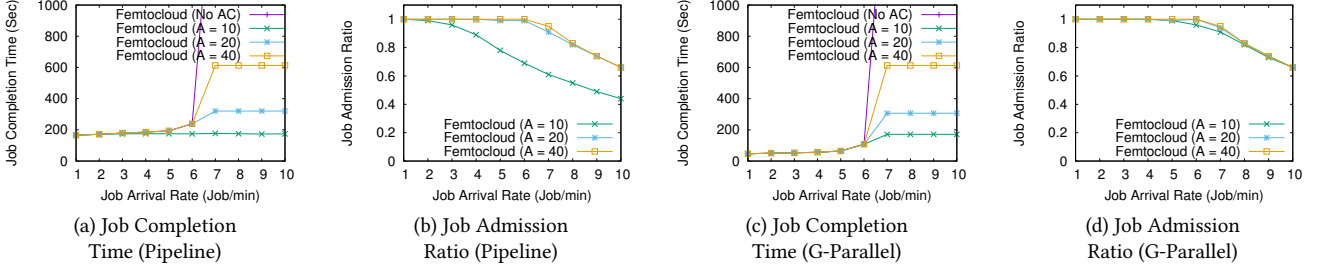 Job Completion Time (Sec)
1000
800
600
400
200
0
Femtocloud (No AC)
Femtocloud (A = 10)
Femtocloud (A = 20)
Femtocloud (A = 40)
1 2 3 4 5 6 7 8 9 10
Job Arrival Rate (Job/min)
(a) Job Completion
Time (Pipeline)
Job Admission Ratio
1
0.8
0.6
0.4
0.2
0
Femtocloud (A = 10)
Femtocloud (A = 20)
Femtocloud (A = 40)
1 2 3 4 5 6 7 8 9 10
Job Arrival Rate (Job/min)
(b) Job Admission
Ratio (Pipeline)
Job Completion Time (Sec)
1000
800
600
400
200
0
Femtocloud (No AC)
Femtocloud (A = 10)
Femtocloud (A = 20)
Femtocloud (A = 40)
1 2 3 4 5 6 7 8 9 10
Job Arrival Rate (Job/min)
(c) Job Completion
Time (G-Parallel)
Job Admission Ratio
1
0.8
0.6
0.4
0.2
0
Femtocloud (A = 10)
Femtocloud (A = 20)
Femtocloud (A = 40)
1 2 3 4 5 6 7 8 9 10
Job Arrival Rate (Job/min)
(d) Job Admission
Ratio (G-Parallel)